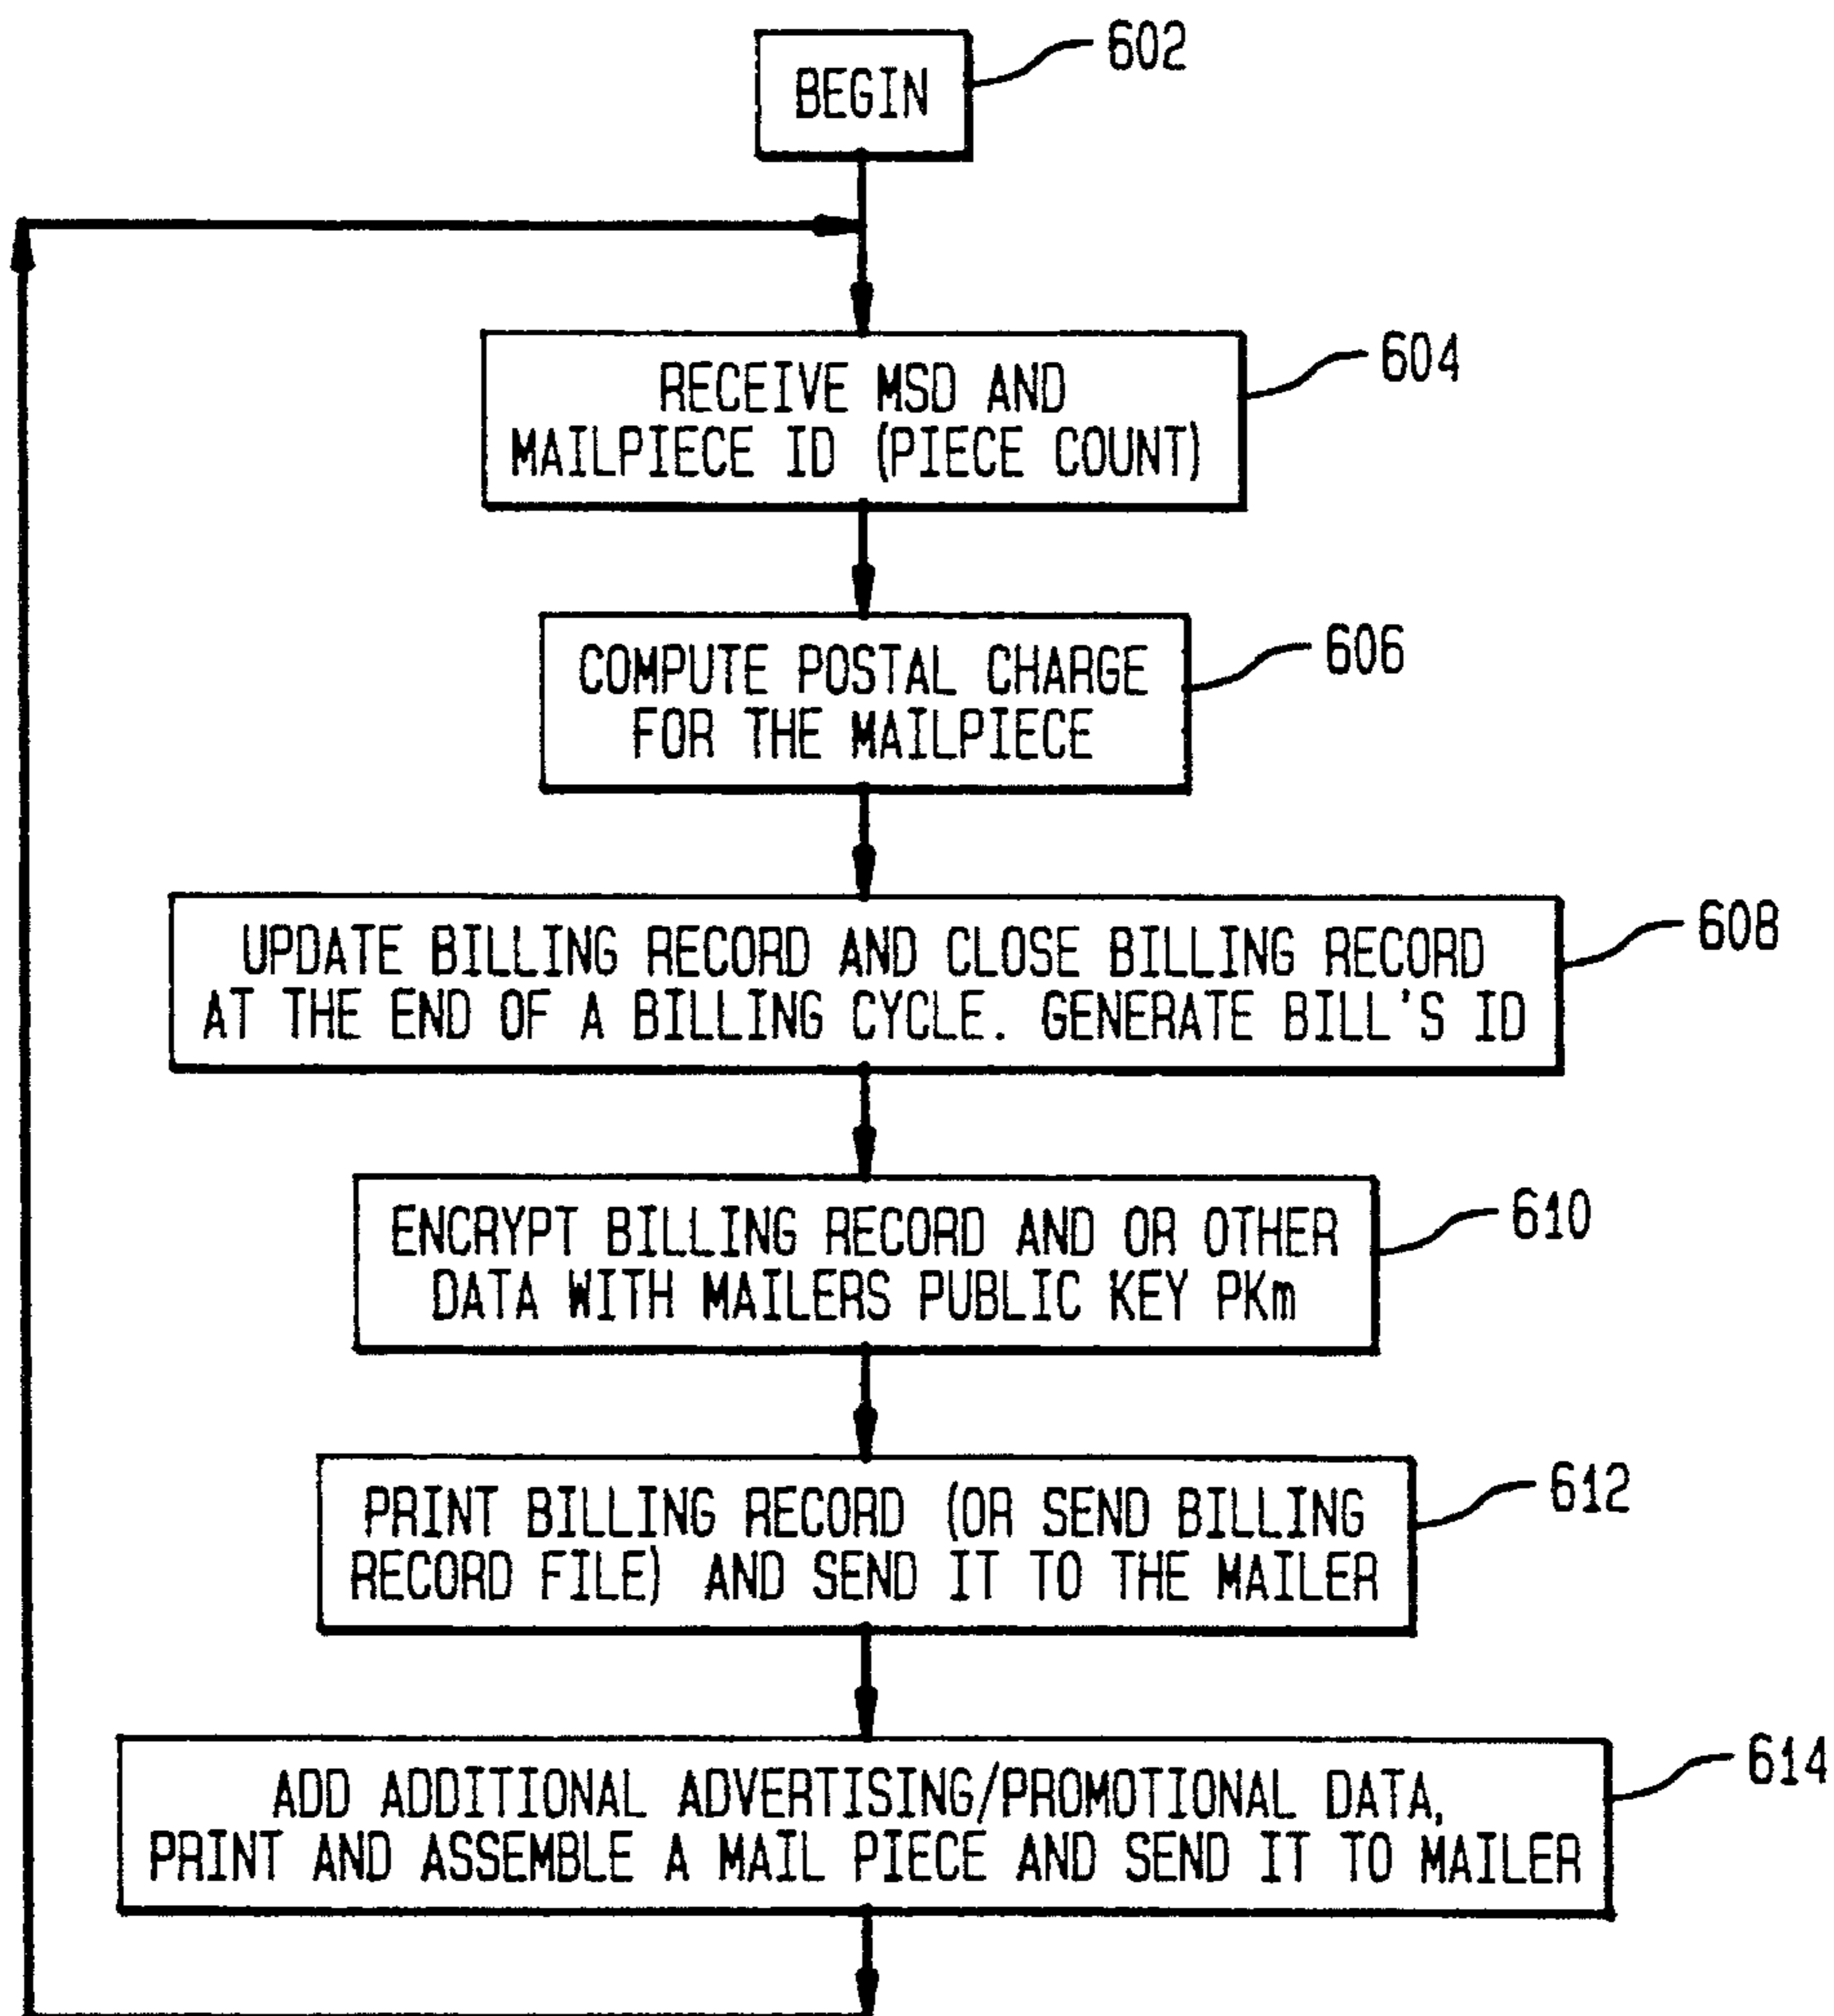 BEGIN
602
RECEIVE MSD AND
MAILPIECE ID (PIECE COUNT)
604
COMPUTE POSTAL CHARGE
FOR THE MAILPIECE
606
UPDATE BILLING RECORD AND CLOSE BILLING RECORD
AT THE END OF A BILLING CYCLE. GENERATE BILL'S ID
608
ENCRYPT BILLING RECORD AND OR OTHER
DATA WITH MAILERS PUBLIC KEY PKm
610
PRINT BILLING RECORD (OR SEND BILLING
RECORD FILE) AND SEND IT TO THE MAILER
612
ADD ADDITIONAL ADVERTISING/PROMOTIONAL DATA,
PRINT AND ASSEMBLE A MAIL PIECE AND SEND IT TO MAILER
614